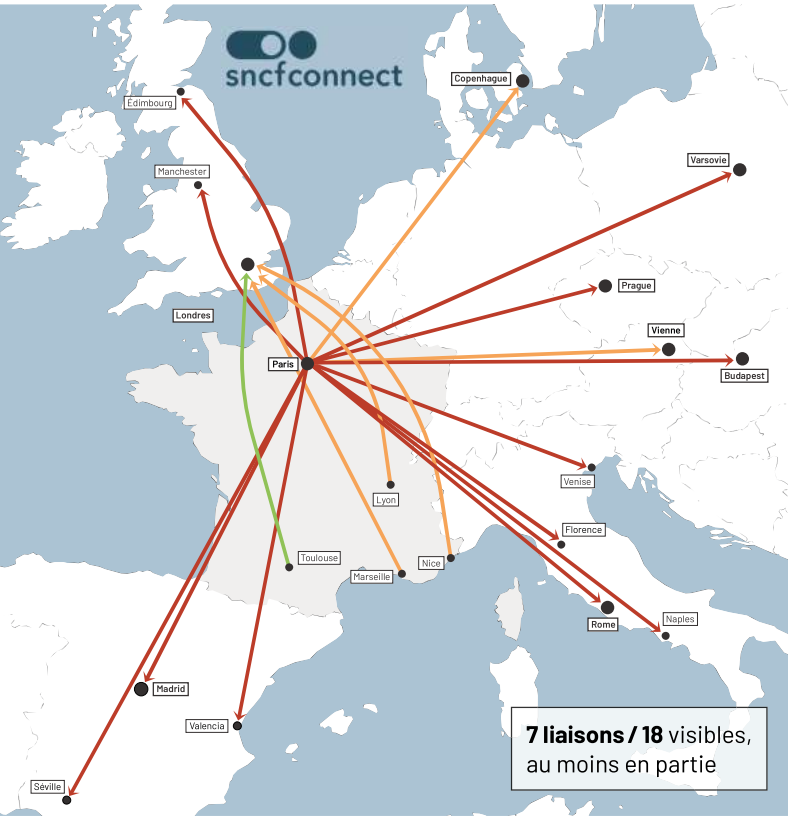 sncfconnect
Copenhague
Édimbourg
Varsovie
Manchester
Prague
Londres
Vienne
Paris
Budapest
Venise
Lyon
Florence
Toulouse
Nice
Marseille
Naples
Rome
Madrid
Valencia
7 liaisons / 18 visibles,
au moins en partie
Séville